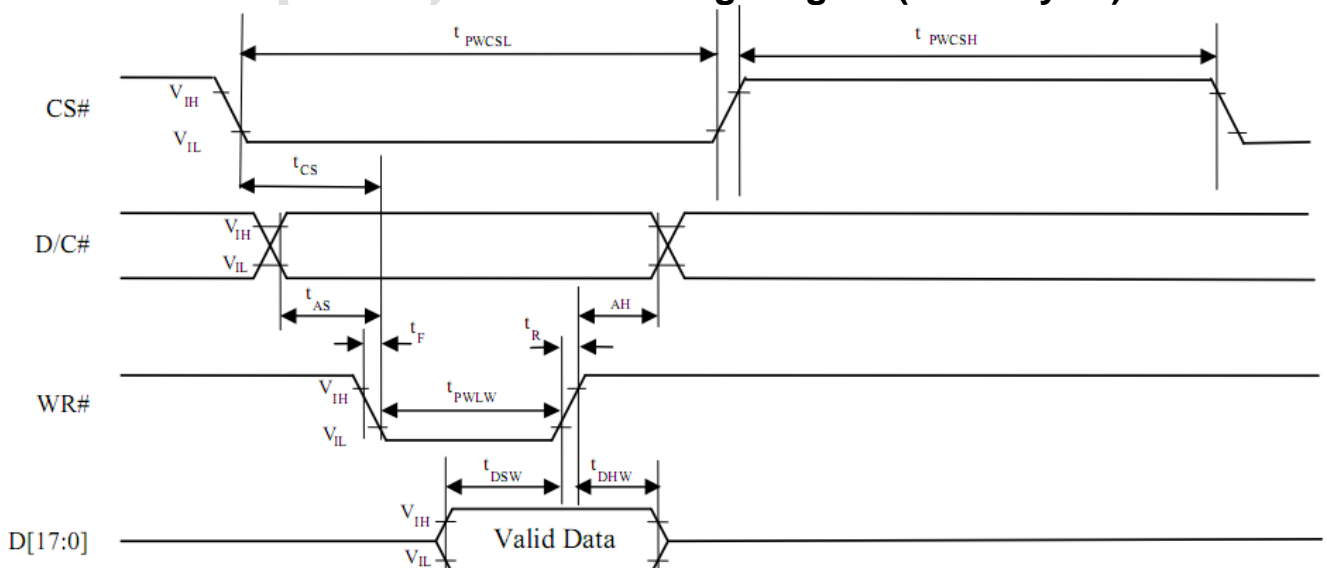 t PWCSL
t PWCSH
CS#
V IH
V IL
t CS
D/C#
V IH
V IL
t AS
AH
t F
t R
WR#
V IH
V IL
t PWLW
t DSW
t DHW
D[17:0]
V IH
V IL
Valid Data